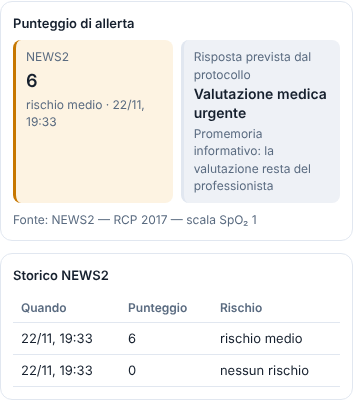 Punteggio di allerta
NEWS2
6
rischio medio · 22/11,
19:33
Risposta prevista dal
protocollo
Valutazione medica
urgente
Promemoria
informativo: la
valutazione resta del
professionista
Fonte: NEWS2 — RCP 2017 — scala SpO₂ 1
Storico NEWS2
Quando Punteggio Rischio
22/11, 19:33 6 rischio medio
22/11, 19:33 0 nessun rischio